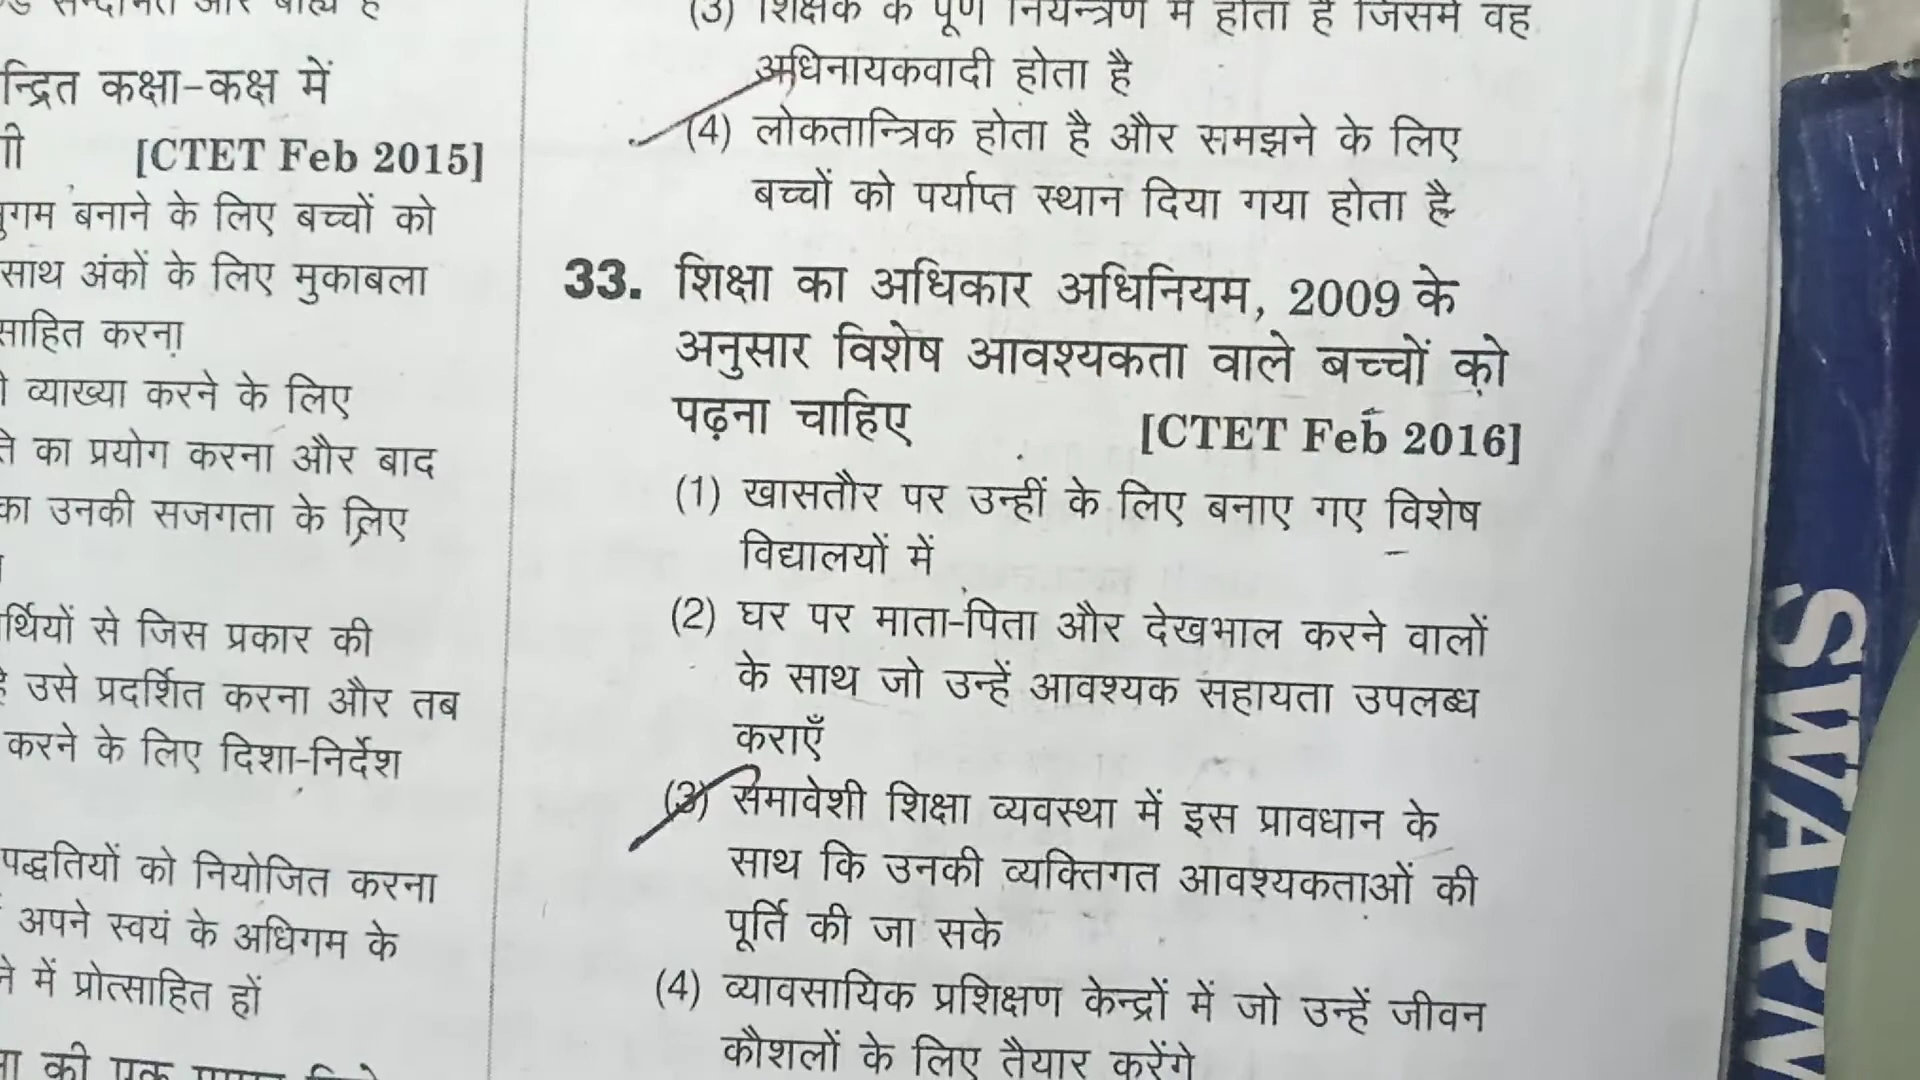 न्द्रित कक्षा-कक्ष में
[CTET Feb 2015]
बनाने के लिए बच्चों को
साथ अंकों के लिए मुकाबला
करना
व्याख्या करने के लिए
का प्रयोग करना और बाद
का उनकी सजगता के लिए
र्थियों से जिस प्रकार की
उसे प्रदर्शित करना और तब
करने के लिए दिशा-निर्देश
पद्धतियों को नियोजित करना
अपने स्वयं के अधिगम के
में प्रोत्साहित हों
(3) शिक्षक के पूर्ण नियन्त्रण में होता है जिसमें वह
अधिनायकवादी होता है
(4) लोकतान्त्रिक होता है और समझने के लिए
बच्चों को पर्याप्त स्थान दिया गया होता है
33. शिक्षा का अधिकार अधिनियम, 2009 के
अनुसार विशेष आवश्यकता वाले बच्चों को
पढ़ना चाहिए [CTET Feb 2016]
(1) खासतौर पर उन्हीं के लिए बनाए गए विशेष
विद्यालयों में
(2) घर पर माता-पिता और देखभाल करने वालों
के साथ जो उन्हें आवश्यक सहायता उपलब्ध
कराएँ
(3) समावेशी शिक्षा व्यवस्था में इस प्रावधान के
साथ कि उनकी व्यक्तिगत आवश्यकताओं की
पूर्ति की जा सके
(4) व्यावसायिक प्रशिक्षण केन्द्रों में जो उन्हें जीवन
कौशलों के लिए तैयार करेंगे
SWARN